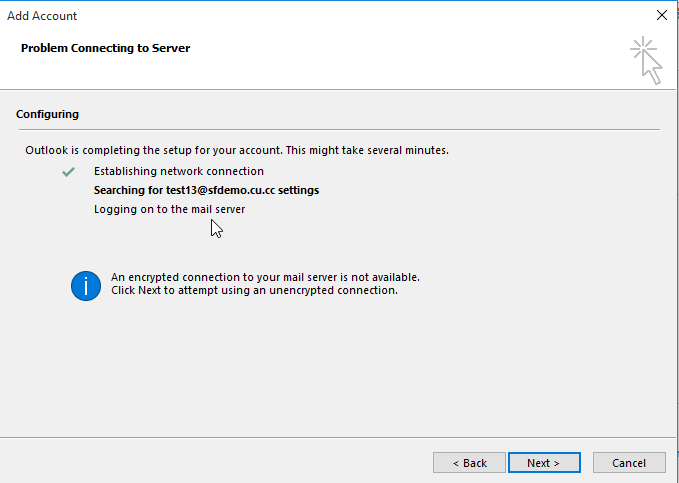 Add Account
Problem Connecting to Server
Configuring
Outlook is completing the setup for your account. This might take several minutes.
Establishing network connection
Searching for test13@sfdemo.cu.cc settings
Logging on to the mail server
An encrypted connection to your mail server is not available.
Click Next to attempt using an unencrypted connection.
< Back Next > Cancel